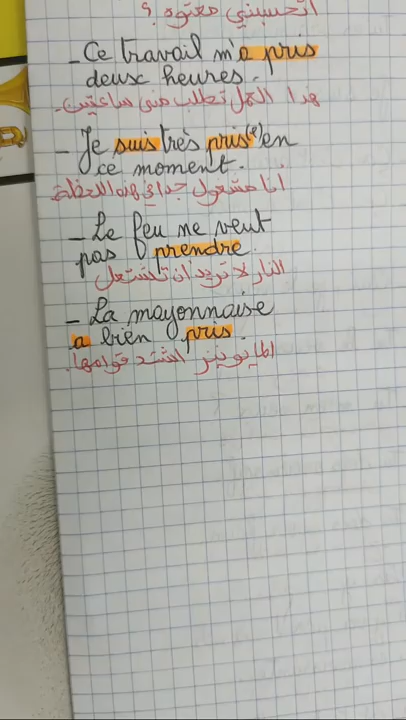 اتحسبني معتوه ؟
- Ce travail m'a pris
deux heures.
هذا العمل تطلب مني ساعتين.
- Je suis très pris(e) en
ce moment.
أنا مشغول جدا في هذه اللحظة
- Le feu ne veut
pas prendre.
النار لا تريد ان تشتعل
- La mayonnaise
a bien pris.
المايونيز اشتد قوامها.